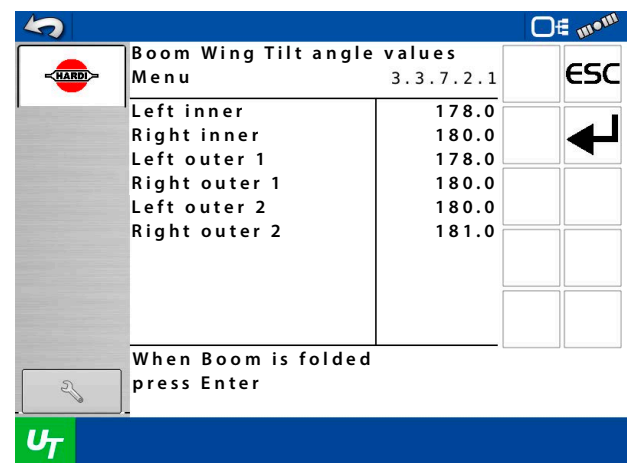 Boom Wing Tilt angle values
Menu 3.3.7.2.1
ESC
HARDI
Left inner 178.0
Right inner 180.0
Left outer 1 178.0
Right outer 1 180.0
Left outer 2 180.0
Right outer 2 181.0
When Boom is folded
press Enter
UT